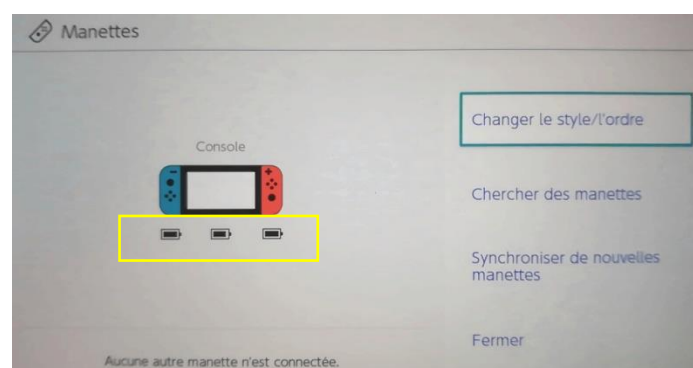 Manettes
Console
Changer le style/l'ordre
Chercher des manettes
Synchroniser de nouvelles
manettes
Fermer
Aucune autre manette n'est connectée.